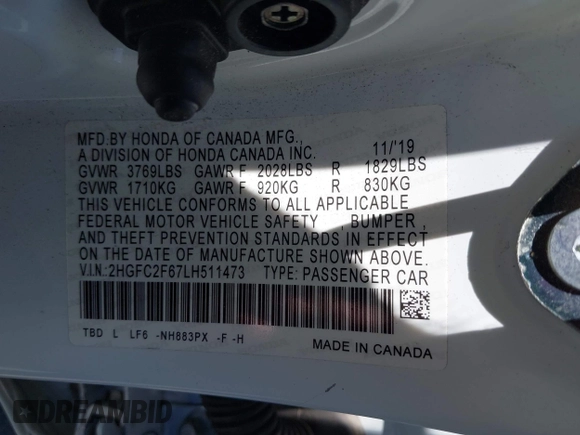 MFD.BY HONDA OF CANADA MFG.,
A DIVISION OF HONDA CANADA INC. 11/'19
GVWR 3769LBS GAWR F 2028LBS R 1829LBS
GVWR 1710KG GAWR F 920KG R 830KG
THIS VEHICLE CONFORMS TO ALL APPLICABLE
FEDERAL MOTOR VEHICLE SAFETY , BUMPER,
AND THEFT PREVENTION STANDARDS IN EFFECT
ON THE DATE OF MANUFACTURE SHOWN ABOVE.
V.I.N.:2HGFC2F67LH511473 TYPE: PASSENGER CAR
TBD L LF6 -NH883PX -F -H
MADE IN CANADA
DREAMBID